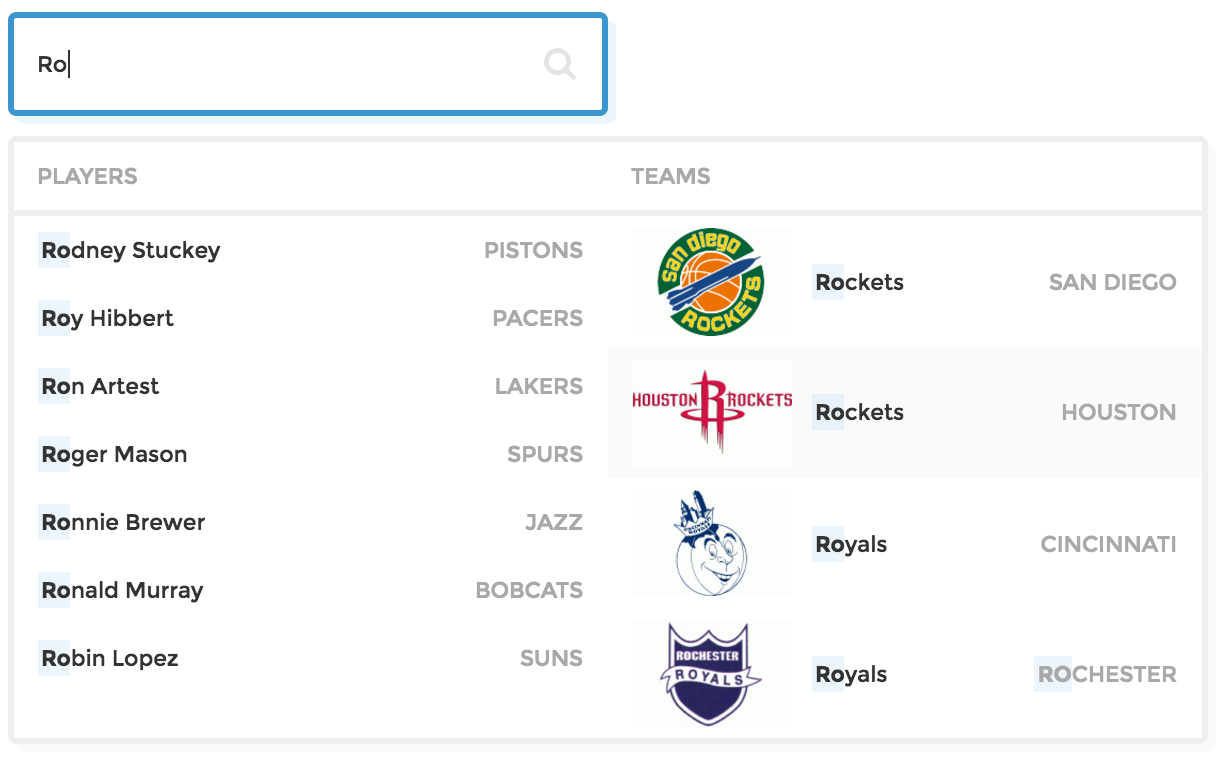 Ro
PLAYERS TEAMS
Rodney Stuckey PISTONS
Roy Hibbert PACERS
Ron Artest LAKERS
Roger Mason SPURS
Ronnie Brewer JAZZ
Ronald Murray BOBCATS
Robin Lopez SUNS
san diego
ROCKETS
Rockets SAN DIEGO
HOUSTON ROCKETS
Rockets HOUSTON
Royals CINCINNATI
ROCHESTER
ROYALS
Royals ROCHESTER